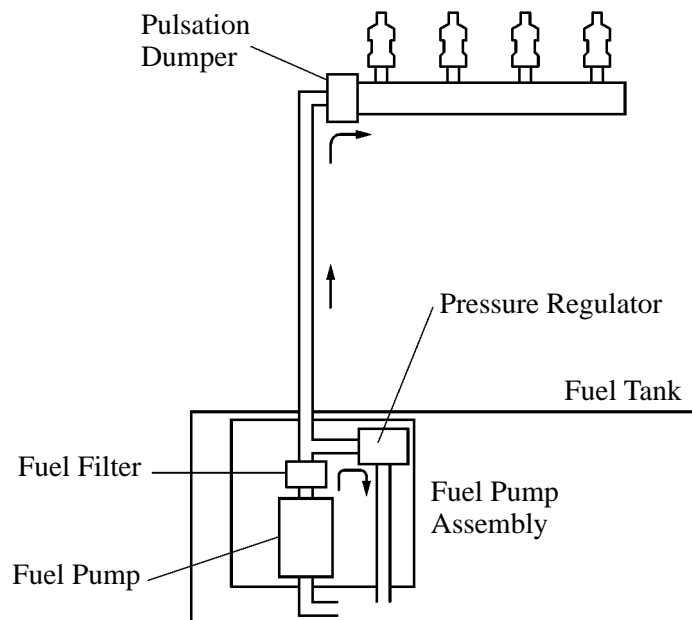 Pulsation
Dumper
Pressure Regulator
Fuel Tank
Fuel Filter
Fuel Pump
Assembly
Fuel Pump